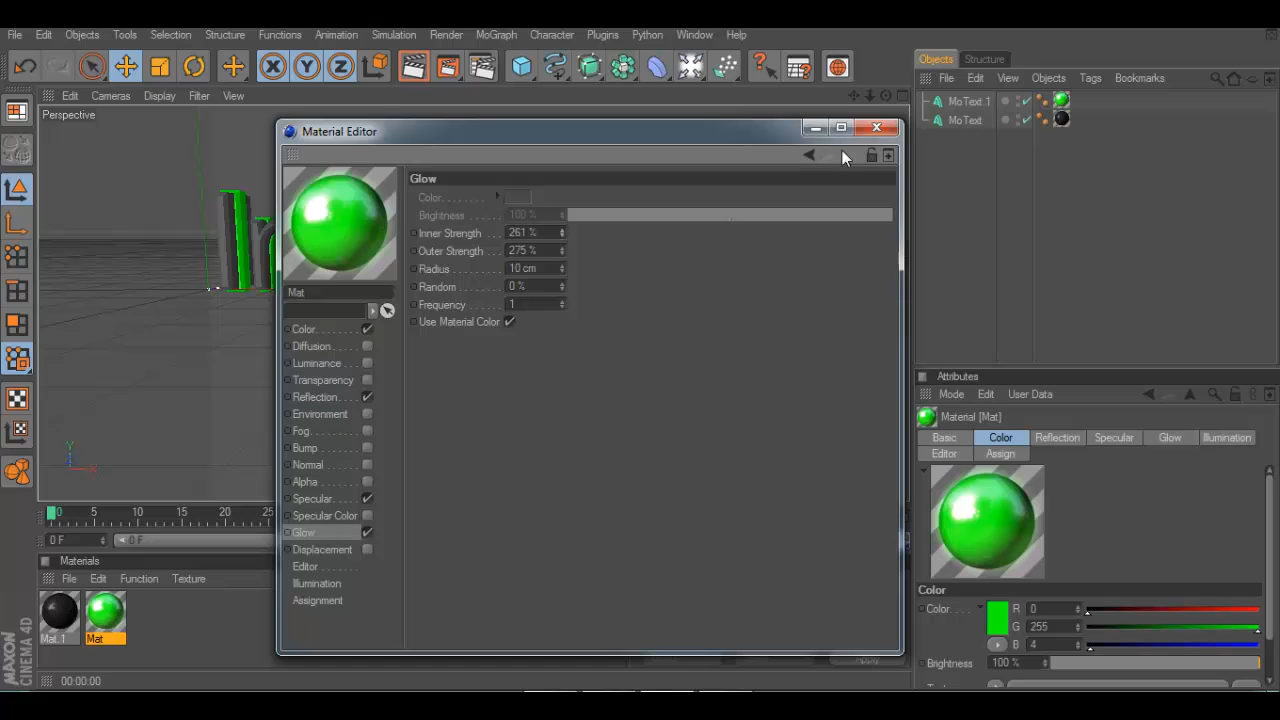 File Edit Objects Tools Selection Structure Functions Animation Simulation Render MoGraph Character Plugins Python Window Help
Objects Structure
Edit Cameras Display Filter View
File Edit View Objects Tags Bookmarks
Perspective
MoText 1
MoText
Material Editor
Glow
Color
Brightness 100 %
Inner Strength 261 %
Outer Strength 275 %
Radius 10 cm
Random 0 %
Frequency 1
Use Material Color
Mat
Color
Diffusion
Luminance
Transparency
Reflection
Environment
Fog
Bump
Normal
Alpha
Specular
Specular Color
Glow
Displacement
Editor
Illumination
Assignment
X Y Z
Y
X
0 5 10 15 20 25
0 F 0 F
Materials
File Edit Function Texture
Mat.1 Mat
MAXON
CINEMA 4D
00:00:00
Apply
Attributes
Mode Edit User Data
Material [Mat]
Basic Color Reflection Specular Glow Illumination
Editor Assign
Color
Color R 0
G 255
B 4
Brightness 100 %